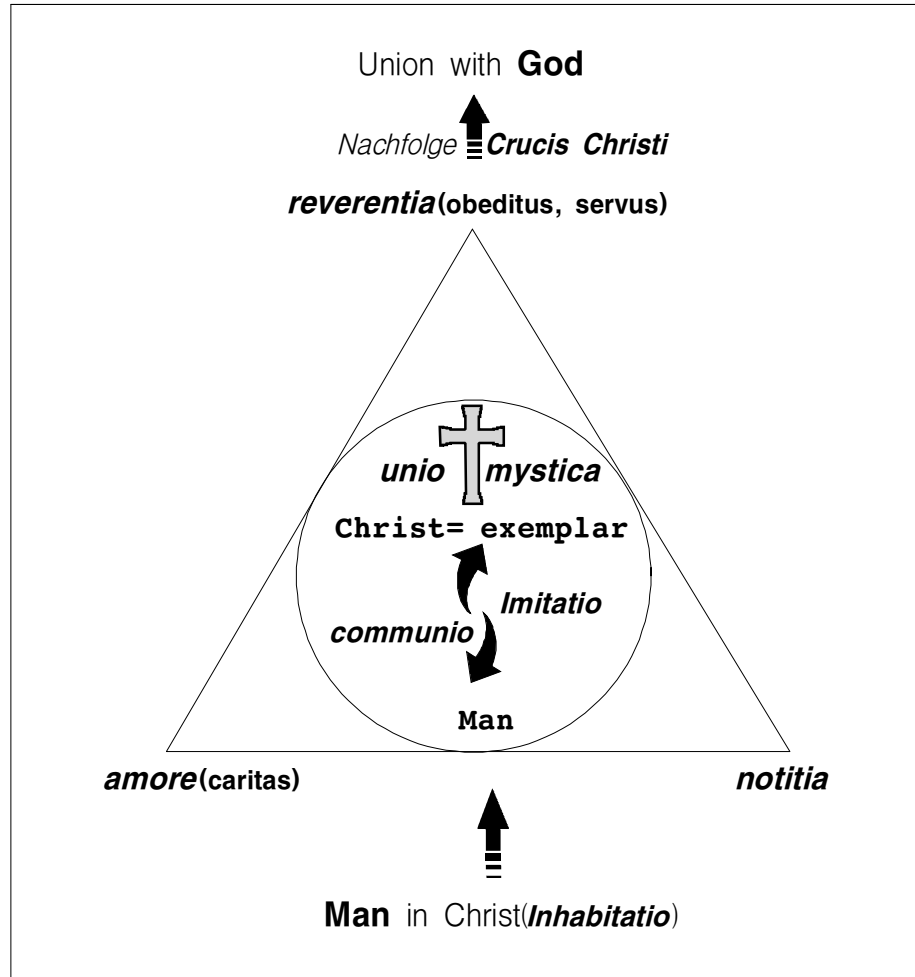 Union with God
Nachfolge Crucis Christi
reverentia(obeditus, servus)
unio mystica
Christ= exemplar
Imitatio
communio
Man
amore(caritas) notitia
Man in Christ(Inhabitatio)